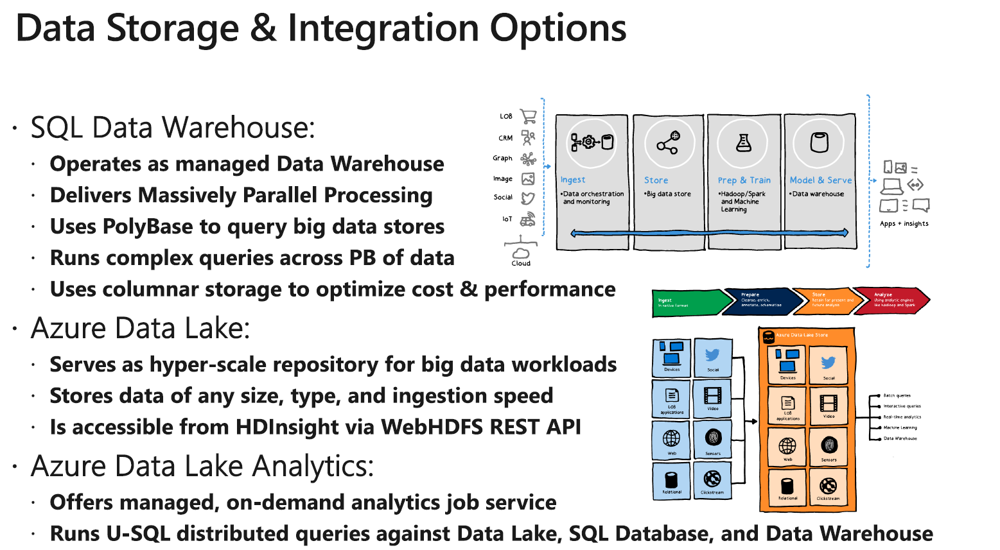 Data Storage & Integration Options
· SQL Data Warehouse:
· Operates as managed Data Warehouse
· Delivers Massively Parallel Processing
· Uses PolyBase to query big data stores
· Runs complex queries across PB of data
· Uses columnar storage to optimize cost & performance
· Azure Data Lake:
· Serves as hyper-scale repository for big data workloads
· Stores data of any size, type, and ingestion speed
· Is accessible from HDInsight via WebHDFS REST API
· Azure Data Lake Analytics:
· Offers managed, on-demand analytics job service
· Runs U-SQL distributed queries against Data Lake, SQL Database, and Data Warehouse
LOB
CRM
Graph
Image
Social
IoT
Cloud
Ingest
•Data orchestration
and monitoring
Store
•Big data store
Prep & Train
•Hadoop/Spark
and Machine
Learning
Model & Serve
•Data warehouse
Apps + insights
Ingest
In native format
Prepare
Cleanse, enrich,
annotate, schematize
Store
Retain for present and
future analysis
Analyze
Using analytic engines
like hadoop and Spark
Devices
Social
LOB
applications
Video
Web
Sensors
Relational
Clickstream
Azure Data Lake Store
Devices
Social
LOB
applications
Video
Web
Sensors
Relational
Clickstream
Batch queries
Interactive queries
Real-time analytics
Machine Learning
Data Warehouse